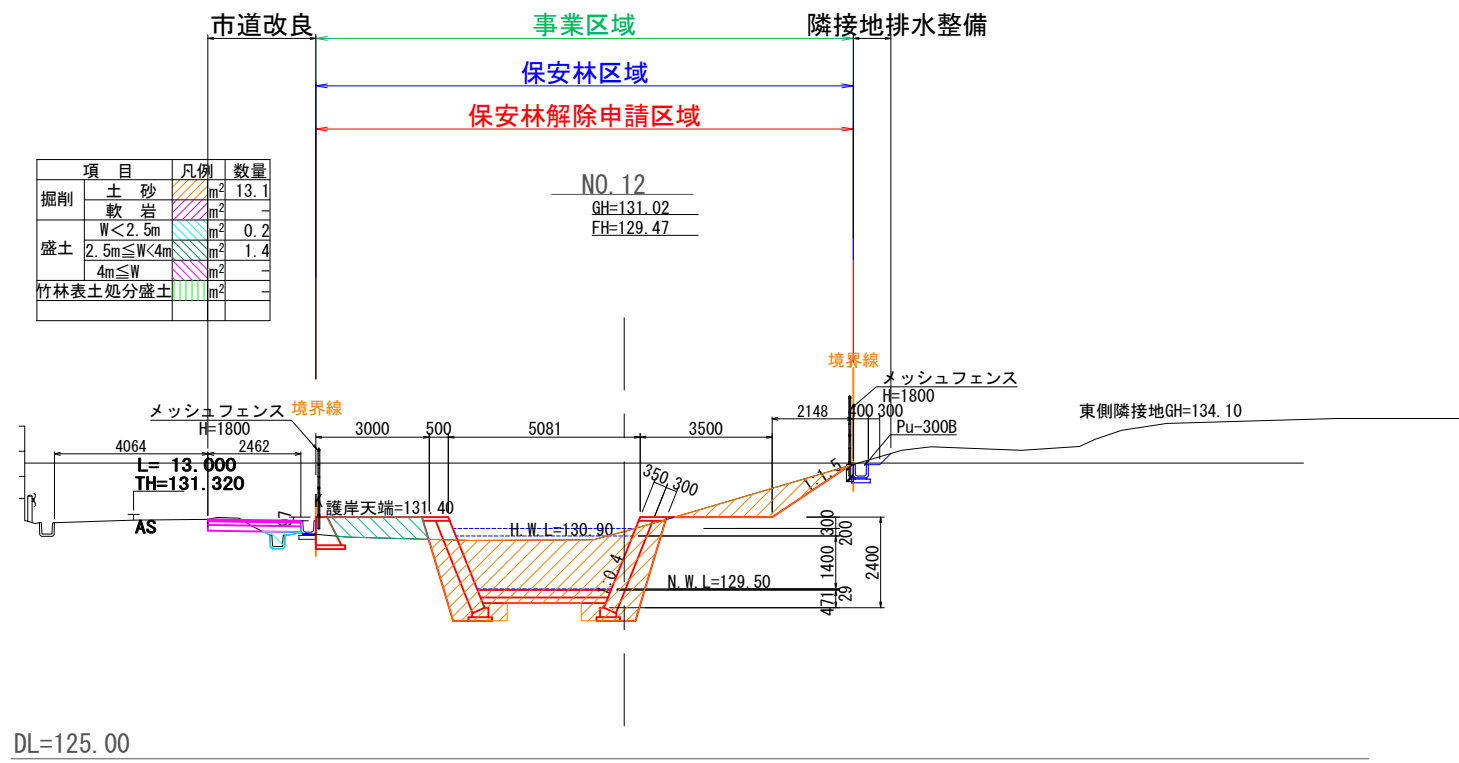 市道改良
事業区域
隣接地排水整備
保安林区域
保安林解除申請区域
項 目 凡例 数量
掘削 土 砂 m² 13.1
軟 岩 m² -
盛土 W＜2.5m m² 0.2
2.5m≦W<4m m² 1.4
4m≦W m² -
竹林表土処分盛土 m² -
NO.12
GH=131.02
FH=129.47
境界線
メッシュフェンス
H=1800
メッシュフェンス
H=1800
境界線
東側隣接地GH=134.10
Pu-300B
4064
2462
3000
500
5081
3500
2148
400
300
L= 13.000
TH=131.320
AS
護岸天端=131.40
350
300
1:1.5
H.W.L=130.90
1:0.4
N.W.L=129.50
300
200
1400
29
471
2400
DL=125.00